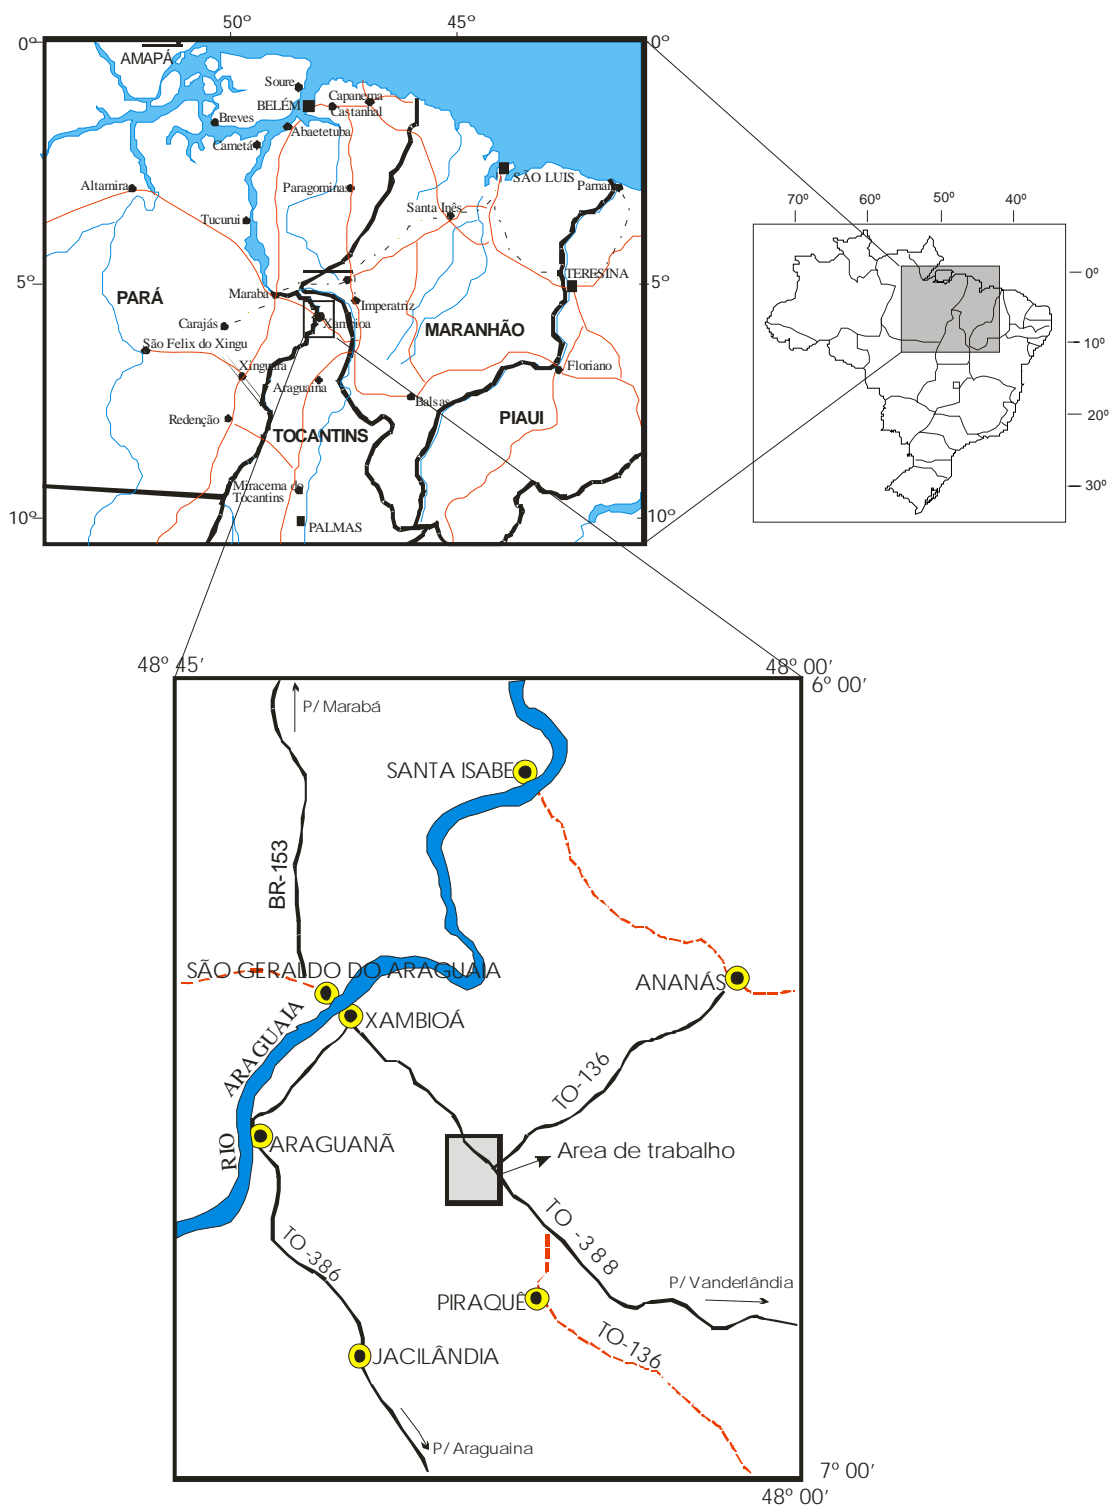 50º
45º
0º
0º
AMAPÁ
Soure
BELÉM
Capanema
Castanhal
Breves
Abaetetuba
Cametá
Altamira
Paragominas
SÃO LUIS
Parnan
Tucurui
Santa Inês
5º
TERESINA
5º
PARÁ
Marabá
Imperatriz
Carajás
Xambioa
MARANHÃO
São Felix do Xingu
Xinguara
Floriano
Araguaina
Balsas
Redenção
PIAUI
TOCANTINS
Miracema do
Tocantins
10º
PALMAS
10º
70º
60º
50º
40º
0º
10º
20º
30º
48º 45'
48º 00'
6º 00'
P/ Marabá
SANTA ISABE
BR-153
SÃO GERALDO DO ARAGUAIA
ANANÁS
XAMBIOÁ
RIO ARAGUAIA
TO-136
ARAGUANÃ
Area de trabalho
TO-386
TO -388
P/ Vanderlândia
PIRAQUÊ
TO-136
JACILÂNDIA
P/ Araguaina
7º 00'
48º 00'